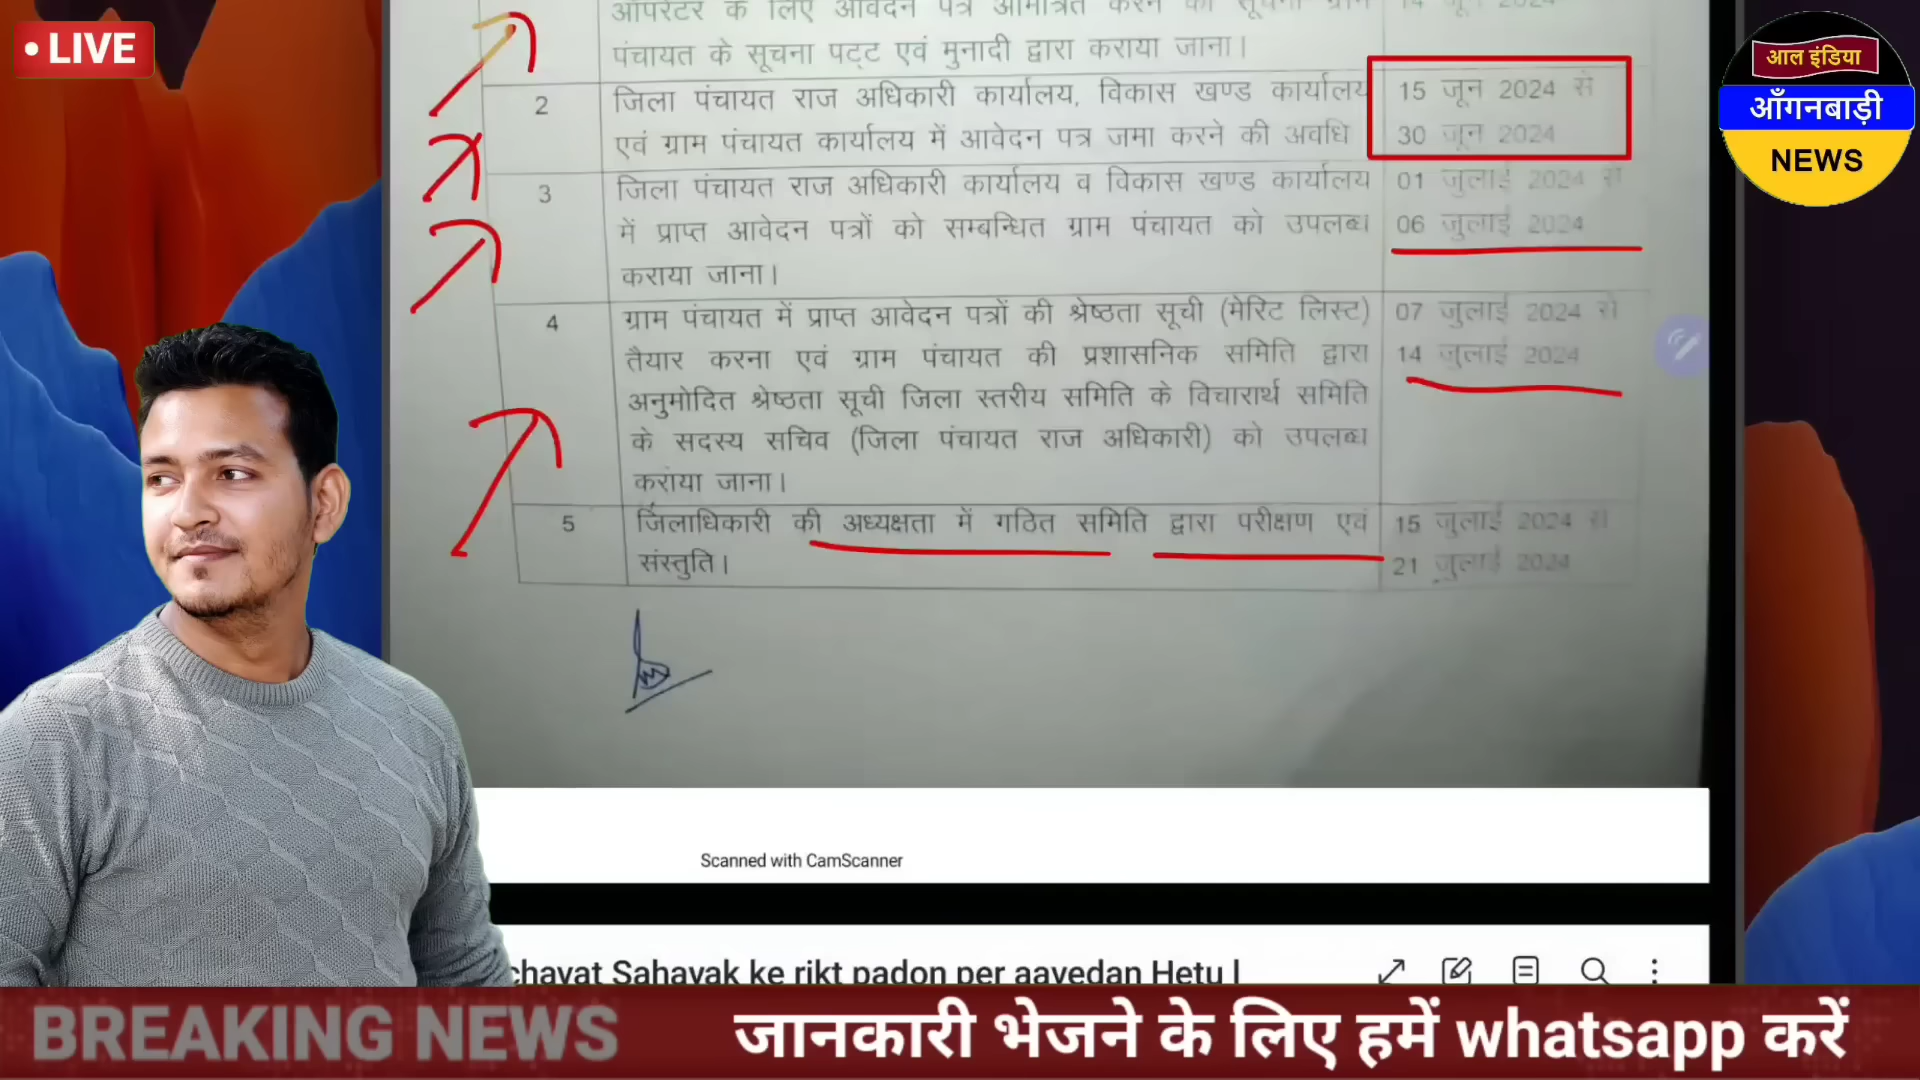 • LIVE
आल इंडिया
आँगनबाड़ी
NEWS
ऑपरेटर के लिए आवेदन पत्र आमंत्रित करने की सूचना ग्राम
14 जून 2024
पंचायत के सूचना पट्ट एवं मुनादी द्वारा कराया जाना।
2
जिला पंचायत राज अधिकारी कार्यालय, विकास खण्ड कार्यालय
15 जून 2024 से
एवं ग्राम पंचायत कार्यालय में आवेदन पत्र जमा करने की अवधि
30 जून 2024
3
जिला पंचायत राज अधिकारी कार्यालय व विकास खण्ड कार्यालय
01 जुलाई 2024 से
में प्राप्त आवेदन पत्रों को सम्बन्धित ग्राम पंचायत को उपलब्ध
06 जुलाई 2024
कराया जाना।
4
ग्राम पंचायत में प्राप्त आवेदन पत्रों की श्रेष्ठता सूची (मेरिट लिस्ट)
07 जुलाई 2024 से
तैयार करना एवं ग्राम पंचायत की प्रशासनिक समिति द्वारा
14 जुलाई 2024
अनुमोदित श्रेष्ठता सूची जिला स्तरीय समिति के विचारार्थ समिति
के सदस्य सचिव (जिला पंचायत राज अधिकारी) को उपलब्ध
कराया जाना।
5
जिलाधिकारी की अध्यक्षता में गठित समिति द्वारा परीक्षण एवं
15 जुलाई 2024 से
संस्तुति।
21 जुलाई 2024
Scanned with CamScanner
chayat Sahayak ke rikt padon per aavedan Hetu
BREAKING NEWS
जानकारी भेजने के लिए हमें whatsapp करें